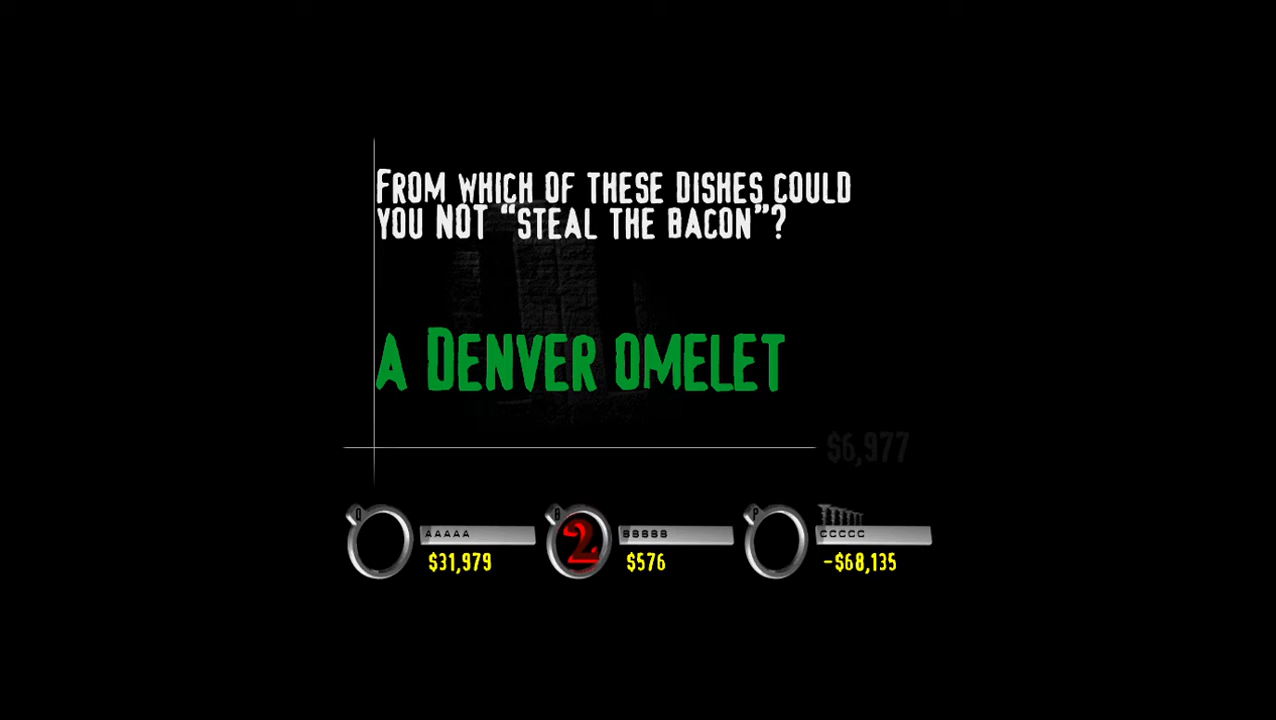 FROM WHICH OF THESE DISHES COULD
YOU NOT “STEAL THE BACON”?
A DENVER OMELET
$6,977
Q B P
AAAAA 2 BBBBB CCCCC
$31,979 $576 -$68,135